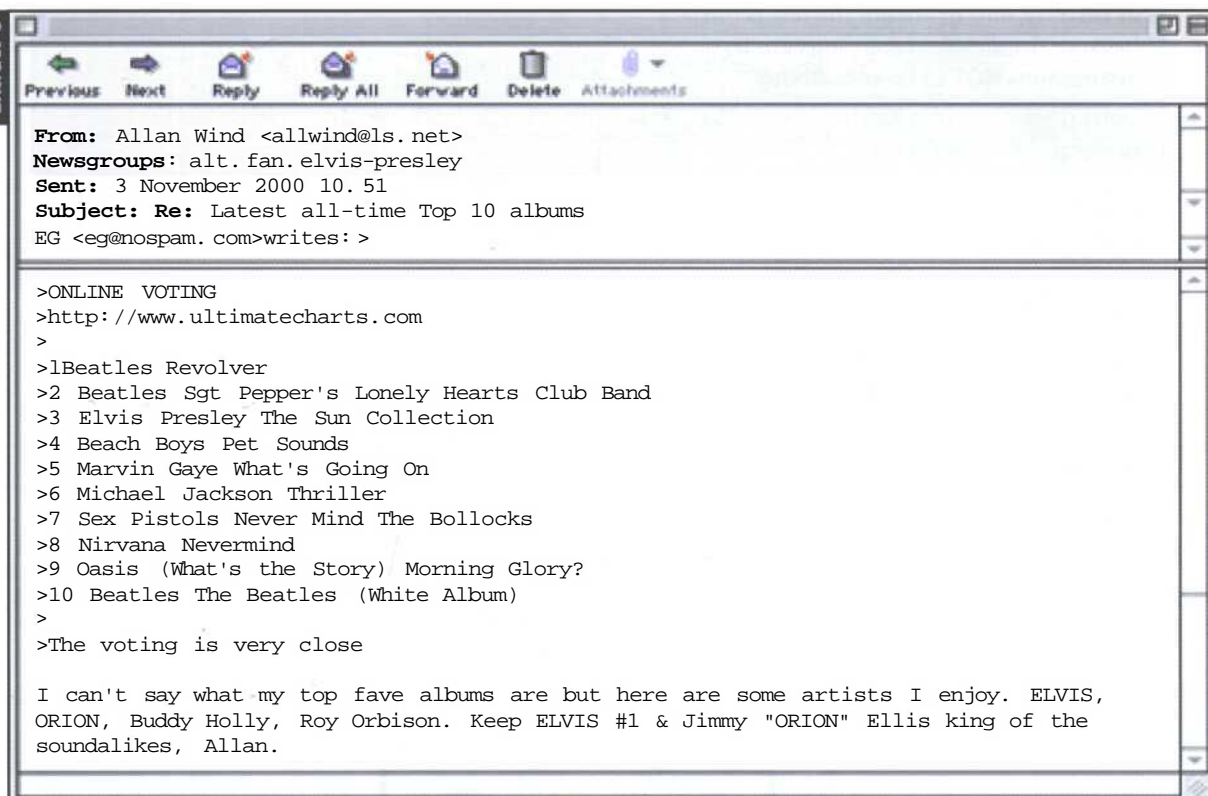 Previous Next Reply Reply All Forward Delete Attachments
From: Allan Wind <allwind@ls.net>
Newsgroups: alt.fan.elvis-presley
Sent: 3 November 2000 10.51
Subject: Re: Latest all-time Top 10 albums
EG <eg@nospam.com>writes:>
>ONLINE VOTING
>http://www.ultimatecharts.com
>
>lBeatles Revolver
>2 Beatles Sgt Pepper's Lonely Hearts Club Band
>3 Elvis Presley The Sun Collection
>4 Beach Boys Pet Sounds
>5 Marvin Gaye What's Going On
>6 Michael Jackson Thriller
>7 Sex Pistols Never Mind The Bollocks
>8 Nirvana Nevermind
>9 Oasis (What's the Story) Morning Glory?
>10 Beatles The Beatles (White Album)
>
>The voting is very close
I can't say what my top fave albums are but here are some artists I enjoy. ELVIS,
ORION, Buddy Holly, Roy Orbison. Keep ELVIS #1 & Jimmy "ORION" Ellis king of the
soundalikes, Allan.